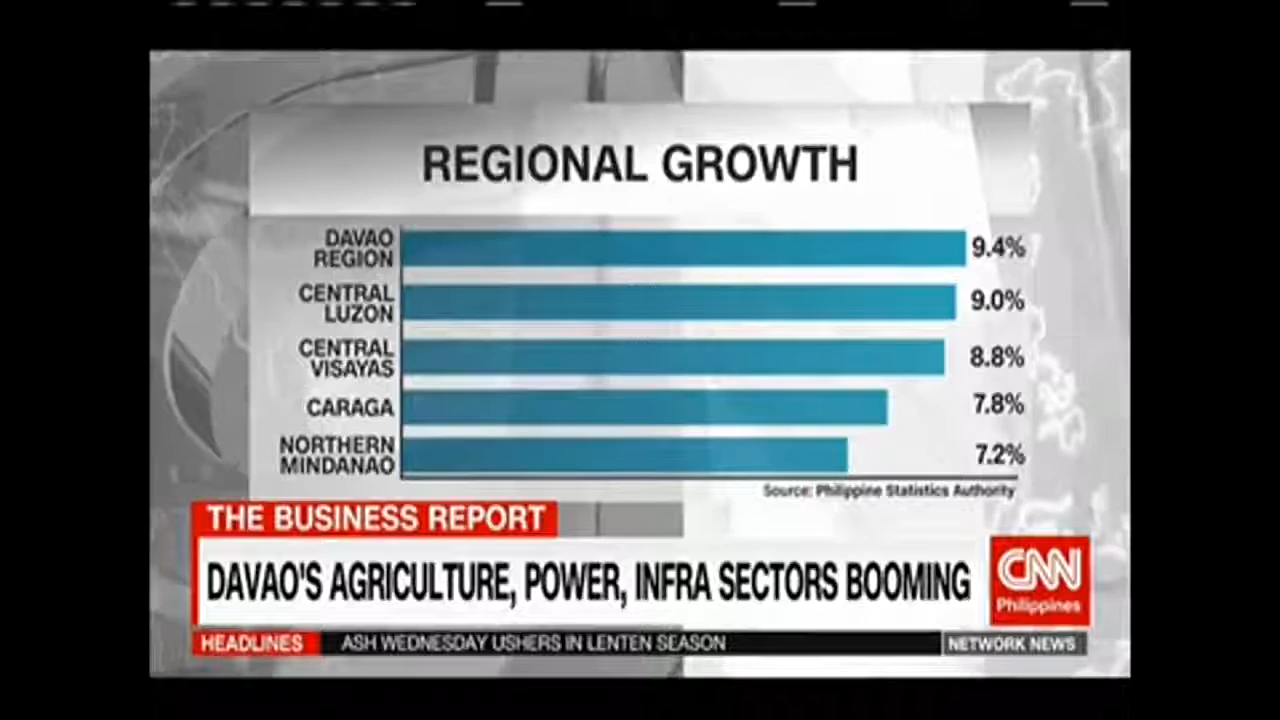 REGIONAL GROWTH
DAVAO
REGION
9.4%
CENTRAL
LUZON
9.0%
CENTRAL
VISAYAS
8.8%
CARAGA
7.8%
NORTHERN
MINDANAO
7.2%
Source: Philippine Statistics Authority
THE BUSINESS REPORT
DAVAO'S AGRICULTURE, POWER, INFRA SECTORS BOOMING
CNN
Philippines
HEADLINES ASH WEDNESDAY USHERS IN LENTEN SEASON NETWORK NEWS